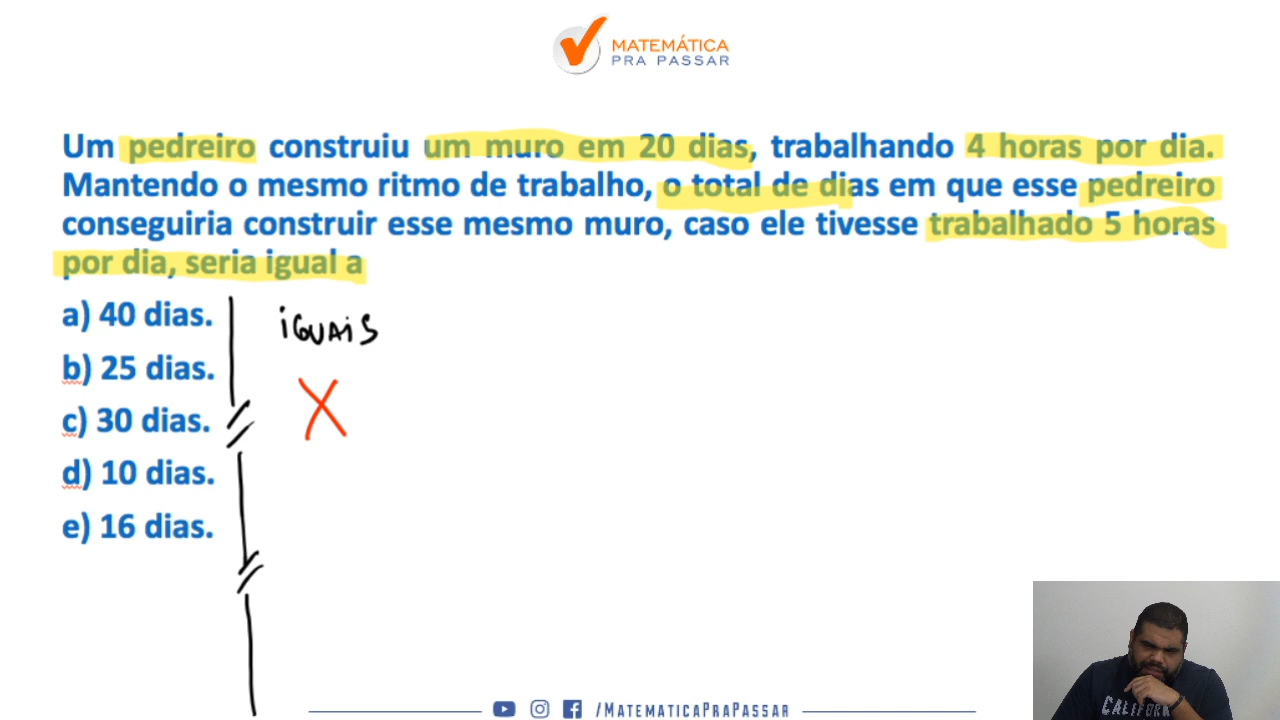 MATEMÁTICA
PRA PASSAR
Um pedreiro construiu um muro em 20 dias, trabalhando 4 horas por dia.
Mantendo o mesmo ritmo de trabalho, o total de dias em que esse pedreiro
conseguiria construir esse mesmo muro, caso ele tivesse trabalhado 5 horas
por dia, seria igual a
a) 40 dias.
b) 25 dias.
c) 30 dias.
d) 10 dias.
e) 16 dias.
iGUAiS
X
/MATEMATICAPRAPASSAR